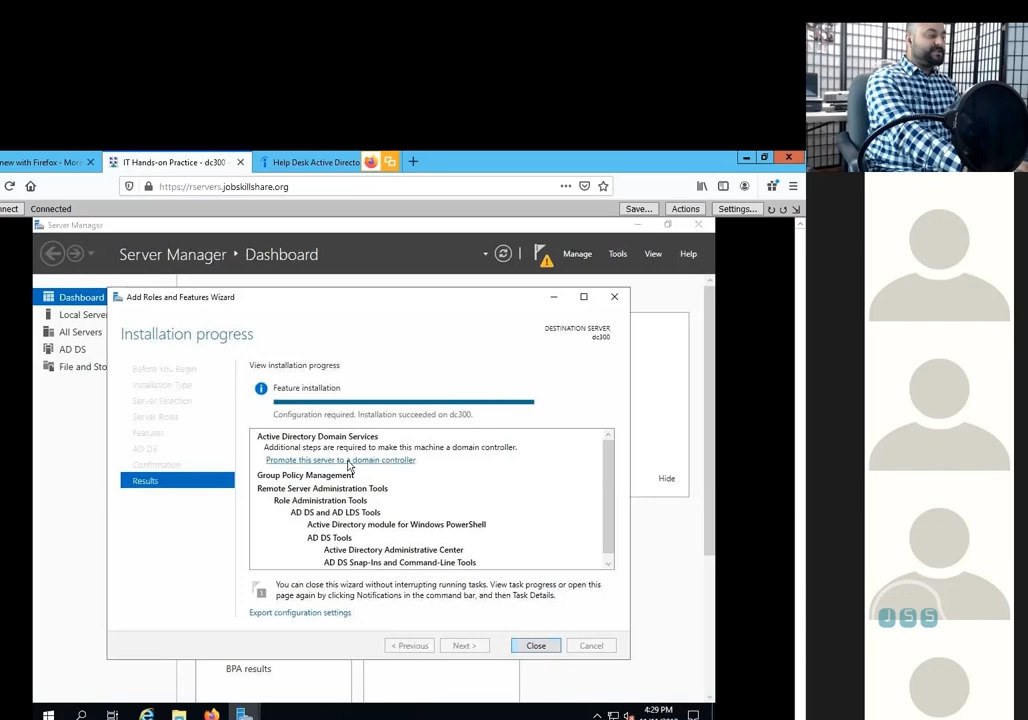 new with Firefox - More
IT Hands-on Practice - dc300 -
Help Desk Active Directo
https://rservers.jobskillshare.org
nnect Connected
Save... Actions Settings...
Server Manager
Server Manager • Dashboard
Manage Tools View Help
Dashboard
Local Server
All Servers
AD DS
File and Sto
Add Roles and Features Wizard
Installation progress
DESTINATION SERVER
dc300
Before You Begin
Installation Type
Server Selection
Server Roles
Features
AD DS
Confirmation
Results
View installation progress
Feature installation
Configuration required. Installation succeeded on dc300.
Active Directory Domain Services
Additional steps are required to make this machine a domain controller.
Promote this server to a domain controller
Group Policy Management
Remote Server Administration Tools
Role Administration Tools
AD DS and AD LDS Tools
Active Directory module for Windows PowerShell
AD DS Tools
Active Directory Administrative Center
AD DS Snap-Ins and Command-Line Tools
Hide
1
You can close this wizard without interrupting running tasks. View task progress or open this
page again by clicking Notifications in the command bar, and then Task Details.
Export configuration settings
< Previous Next > Close Cancel
BPA results
JSS
4:29 PM